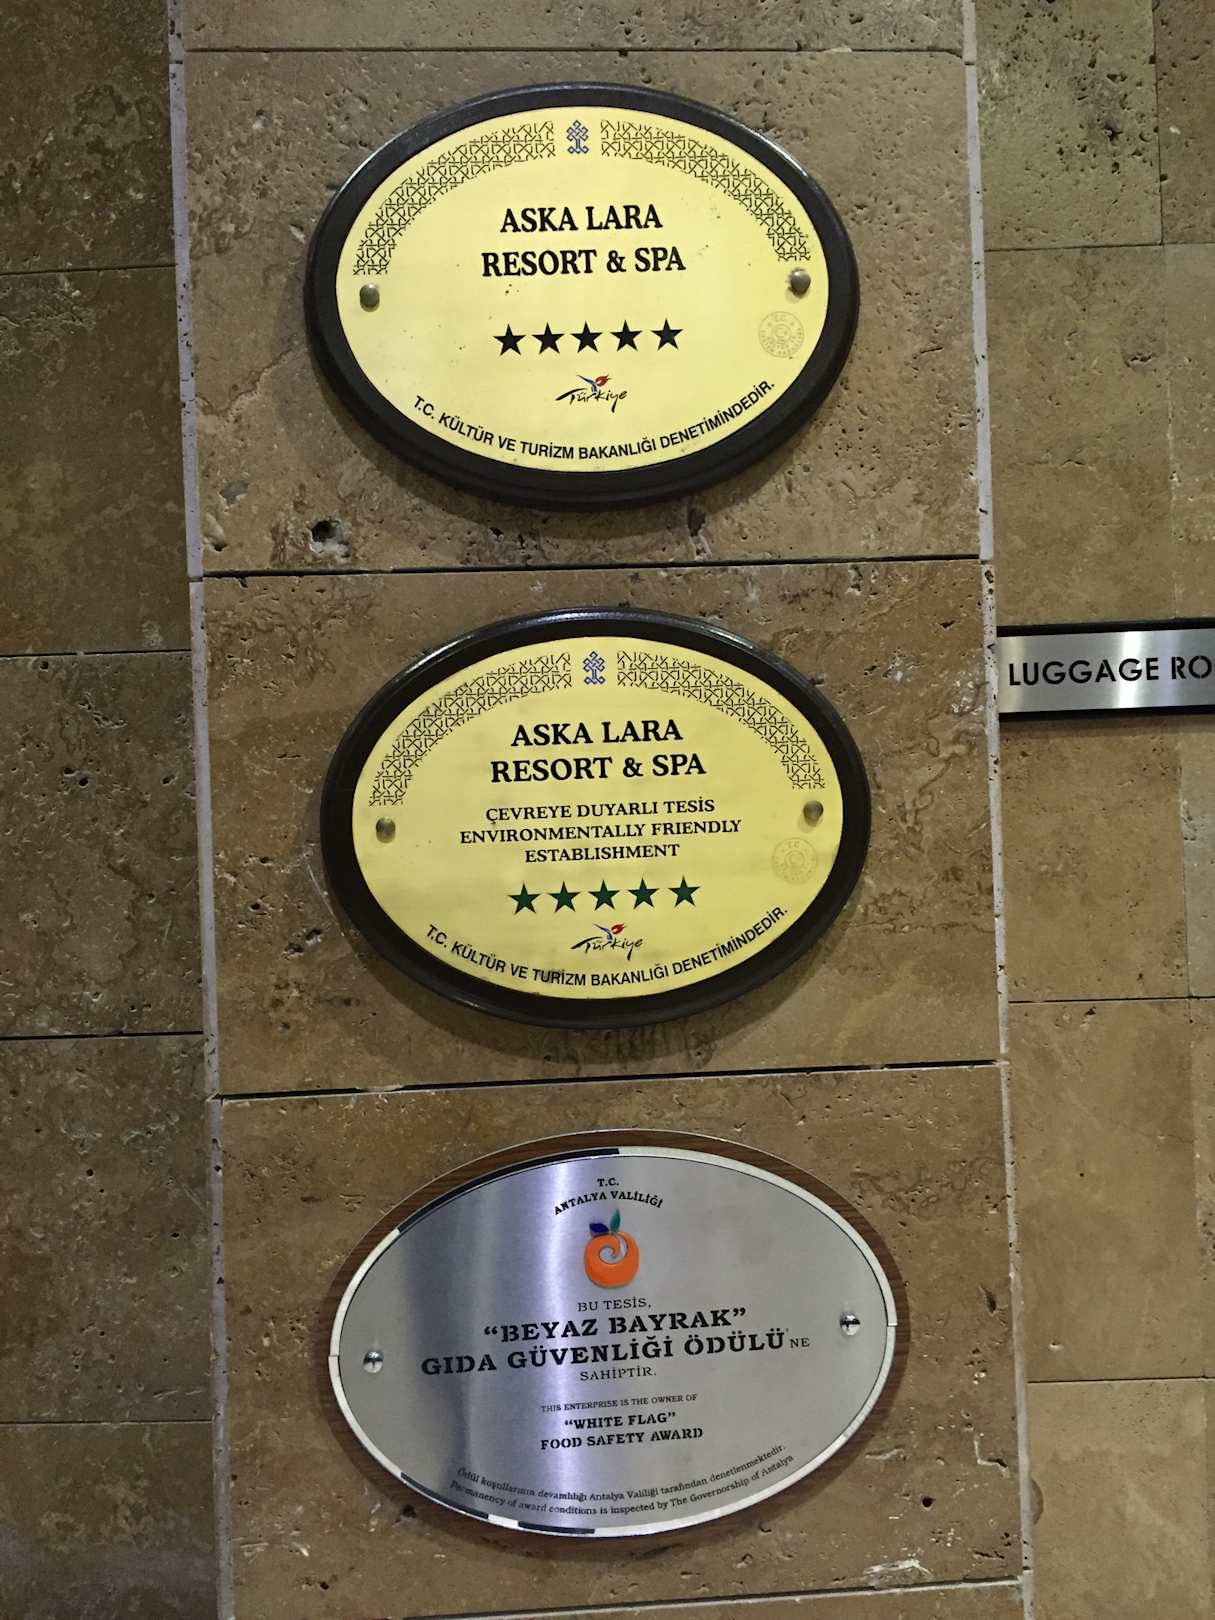 ASKA LARA
RESORT & SPA
★★★★★
Türkiye
T.C. KÜLTÜR VE TURİZM BAKANLIĞI DENETİMİNDEDİR.
LUGGAGE RO
ASKA LARA
RESORT & SPA
ÇEVREYE DUYARLI TESİS
ENVIRONMENTALLY FRIENDLY
ESTABLISHMENT
★★★★★
Türkiye
T.C. KÜLTÜR VE TURİZM BAKANLIĞI DENETİMİNDEDİR.
T.C.
ANTALYA VALİLİĞİ
BU TESİS,
“BEYAZ BAYRAK”
GIDA GÜVENLİĞİ ÖDÜLÜ'NE
SAHİPTİR.
THIS ENTERPRISE IS THE OWNER OF
“WHITE FLAG”
FOOD SAFETY AWARD
Ödül koşullarının devamlılığı Antalya Valiliği tarafından denetlenmektedir.
Permanency of award conditions is inspected by The Governorship of Antalya